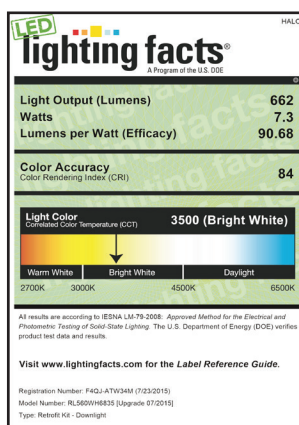 LED
HALO
lighting facts®
A Program of the U.S. DOE
Light Output (Lumens) 662
Watts 7.3
Lumens per Watt (Efficacy) 90.68
Color Accuracy
Color Rendering Index (CRI) 84
Light Color
Correlated Color Temperature (CCT) 3500 (Bright White)
Warm White Bright White Daylight
2700K 3000K 4500K 6500K
All results are according to IESNA LM-79-2008: Approved Method for the Electrical and
Photometric Testing of Solid-State Lighting. The U.S. Department of Energy (DOE) verifies
product test data and results.
Visit www.lightingfacts.com for the Label Reference Guide.
Registration Number: F4QJ-ATW34M (7/23/2015)
Model Number: RL560WH6835 [Upgrade 07/2015]
Type: Retrofit Kit - Downlight